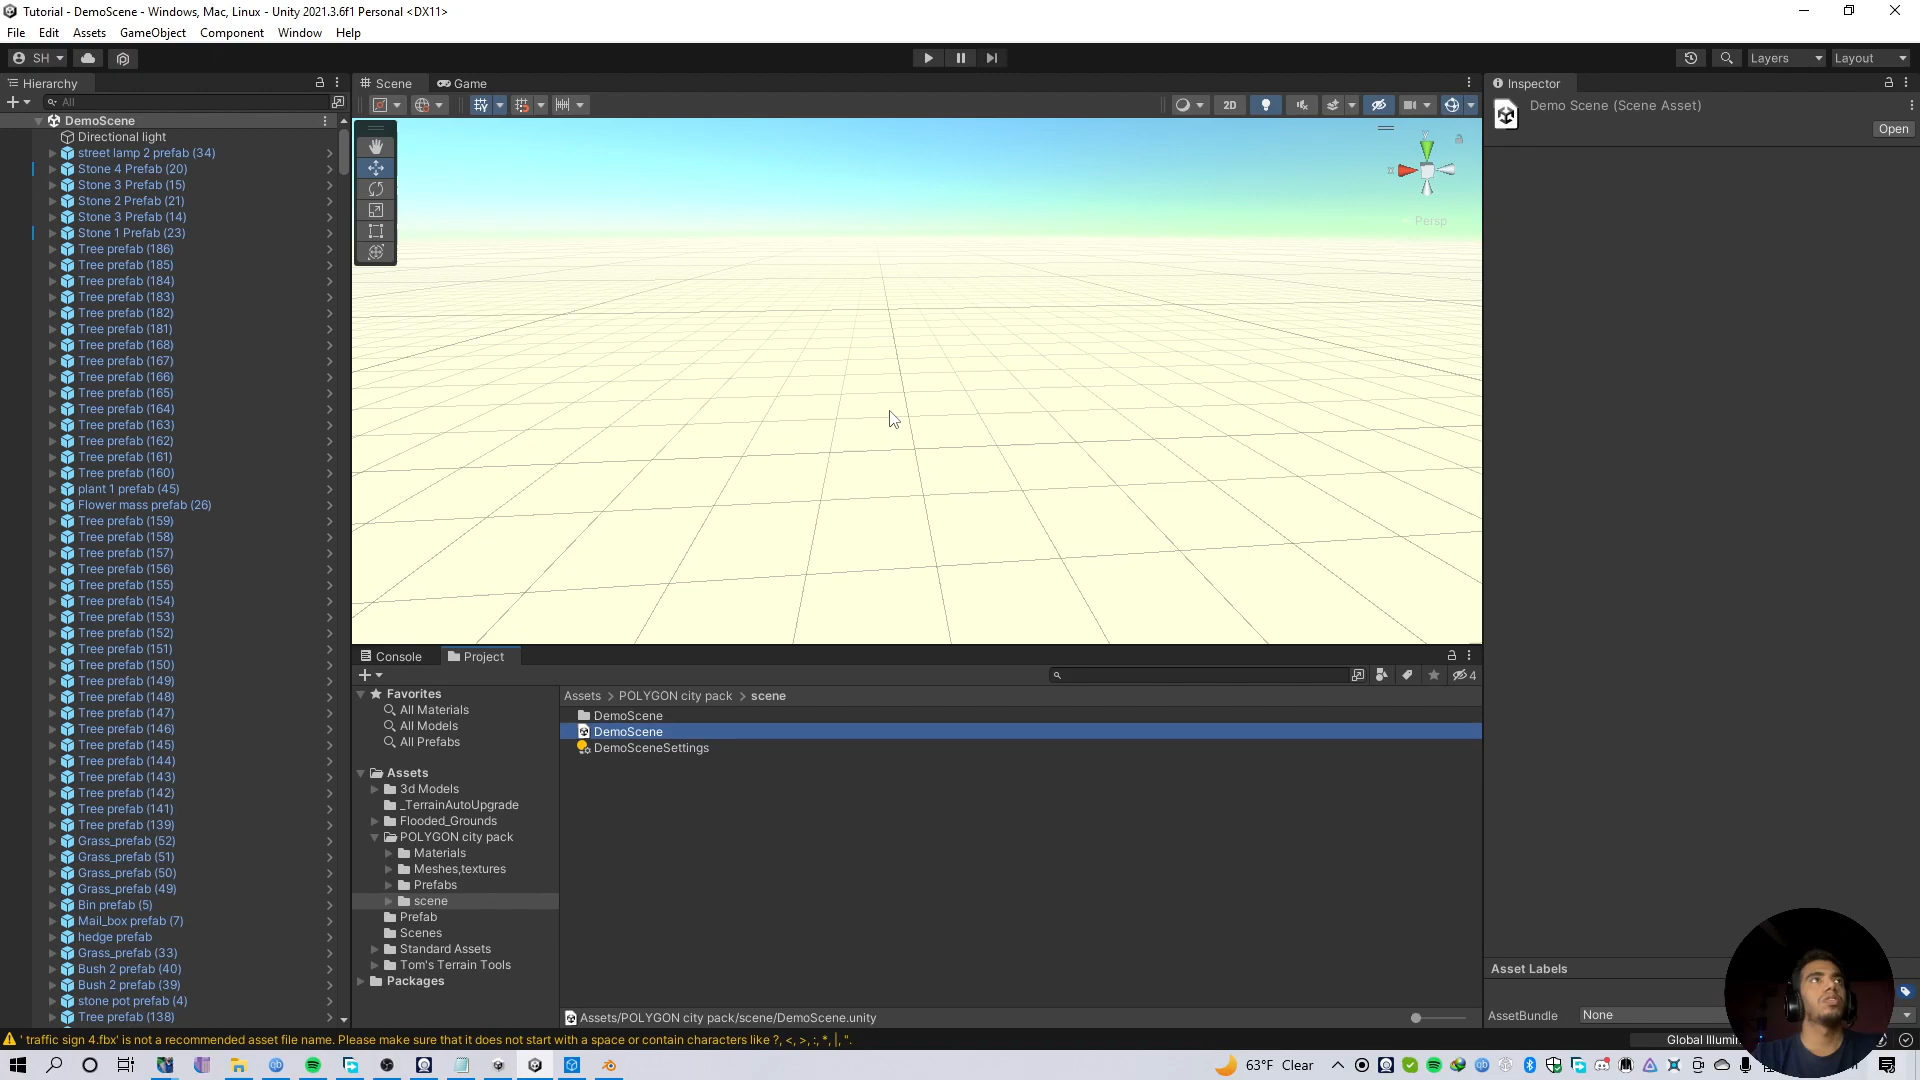 Tutorial - DemoScene - Windows, Mac, Linux - Unity 2021.3.6f1 Personal <DX11>
File Edit Assets GameObject Component Window Help
SH Layers Layout
Hierarchy
All
DemoScene
Directional light
street lamp 2 prefab (34)
Stone 4 Prefab (20)
Stone 3 Prefab (15)
Stone 2 Prefab (21)
Stone 3 Prefab (14)
Stone 1 Prefab (23)
Tree prefab (186)
Tree prefab (185)
Tree prefab (184)
Tree prefab (183)
Tree prefab (182)
Tree prefab (181)
Tree prefab (168)
Tree prefab (167)
Tree prefab (166)
Tree prefab (165)
Tree prefab (164)
Tree prefab (163)
Tree prefab (162)
Tree prefab (161)
Tree prefab (160)
plant 1 prefab (45)
Flower mass prefab (26)
Tree prefab (159)
Tree prefab (158)
Tree prefab (157)
Tree prefab (156)
Tree prefab (155)
Tree prefab (154)
Tree prefab (153)
Tree prefab (152)
Tree prefab (151)
Tree prefab (150)
Tree prefab (149)
Tree prefab (148)
Tree prefab (147)
Tree prefab (146)
Tree prefab (145)
Tree prefab (144)
Tree prefab (143)
Tree prefab (142)
Tree prefab (141)
Tree prefab (139)
Grass_prefab (52)
Grass_prefab (51)
Grass_prefab (50)
Grass_prefab (49)
Bin prefab (5)
Mail_box prefab (7)
hedge prefab
Grass_prefab (33)
Bush 2 prefab (40)
Bush 2 prefab (39)
stone pot prefab (4)
Tree prefab (138)
Scene Game
2D
y
x
Persp
Console Project
4
Favorites
All Materials
All Models
All Prefabs
Assets
3d Models
_TerrainAutoUpgrade
Flooded_Grounds
POLYGON city pack
Materials
Meshes,textures
Prefabs
scene
Prefab
Scenes
Standard Assets
Tom's Terrain Tools
Packages
Assets > POLYGON city pack > scene
DemoScene
DemoScene
DemoSceneSettings
Assets/POLYGON city pack/scene/DemoScene.unity
Inspector
Demo Scene (Scene Asset)
Open
Asset Labels
AssetBundle None
' traffic sign 4.fbx' is not a recommended asset file name. Please make sure that it does not start with a space or contain characters like ?, <, >, :, *, |, ".
Global Illumin
63°F Clear